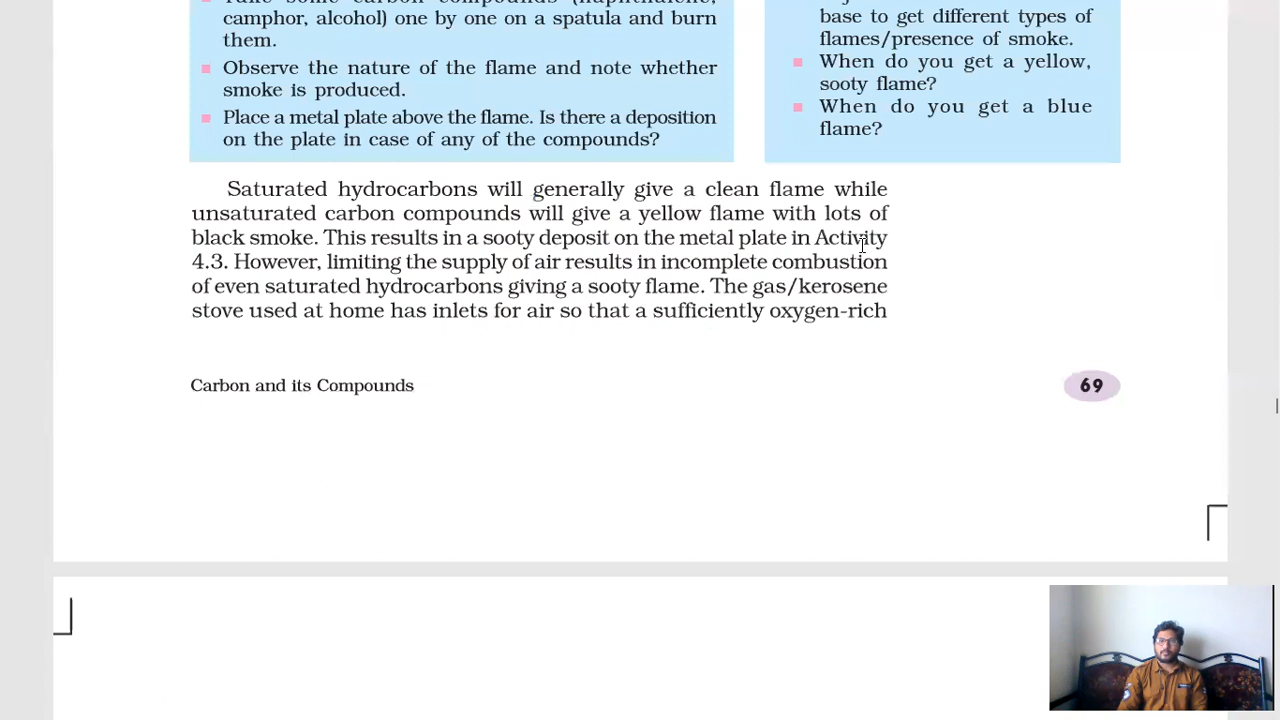 Take some carbon compounds (naphthalene,
camphor, alcohol) one by one on a spatula and burn
them.
Observe the nature of the flame and note whether
smoke is produced.
Place a metal plate above the flame. Is there a deposition
on the plate in case of any of the compounds?
base to get different types of
flames/presence of smoke.
When do you get a yellow,
sooty flame?
When do you get a blue
flame?
Saturated hydrocarbons will generally give a clean flame while
unsaturated carbon compounds will give a yellow flame with lots of
black smoke. This results in a sooty deposit on the metal plate in Activity
4.3. However, limiting the supply of air results in incomplete combustion
of even saturated hydrocarbons giving a sooty flame. The gas/kerosene
stove used at home has inlets for air so that a sufficiently oxygen-rich
Carbon and its Compounds
69